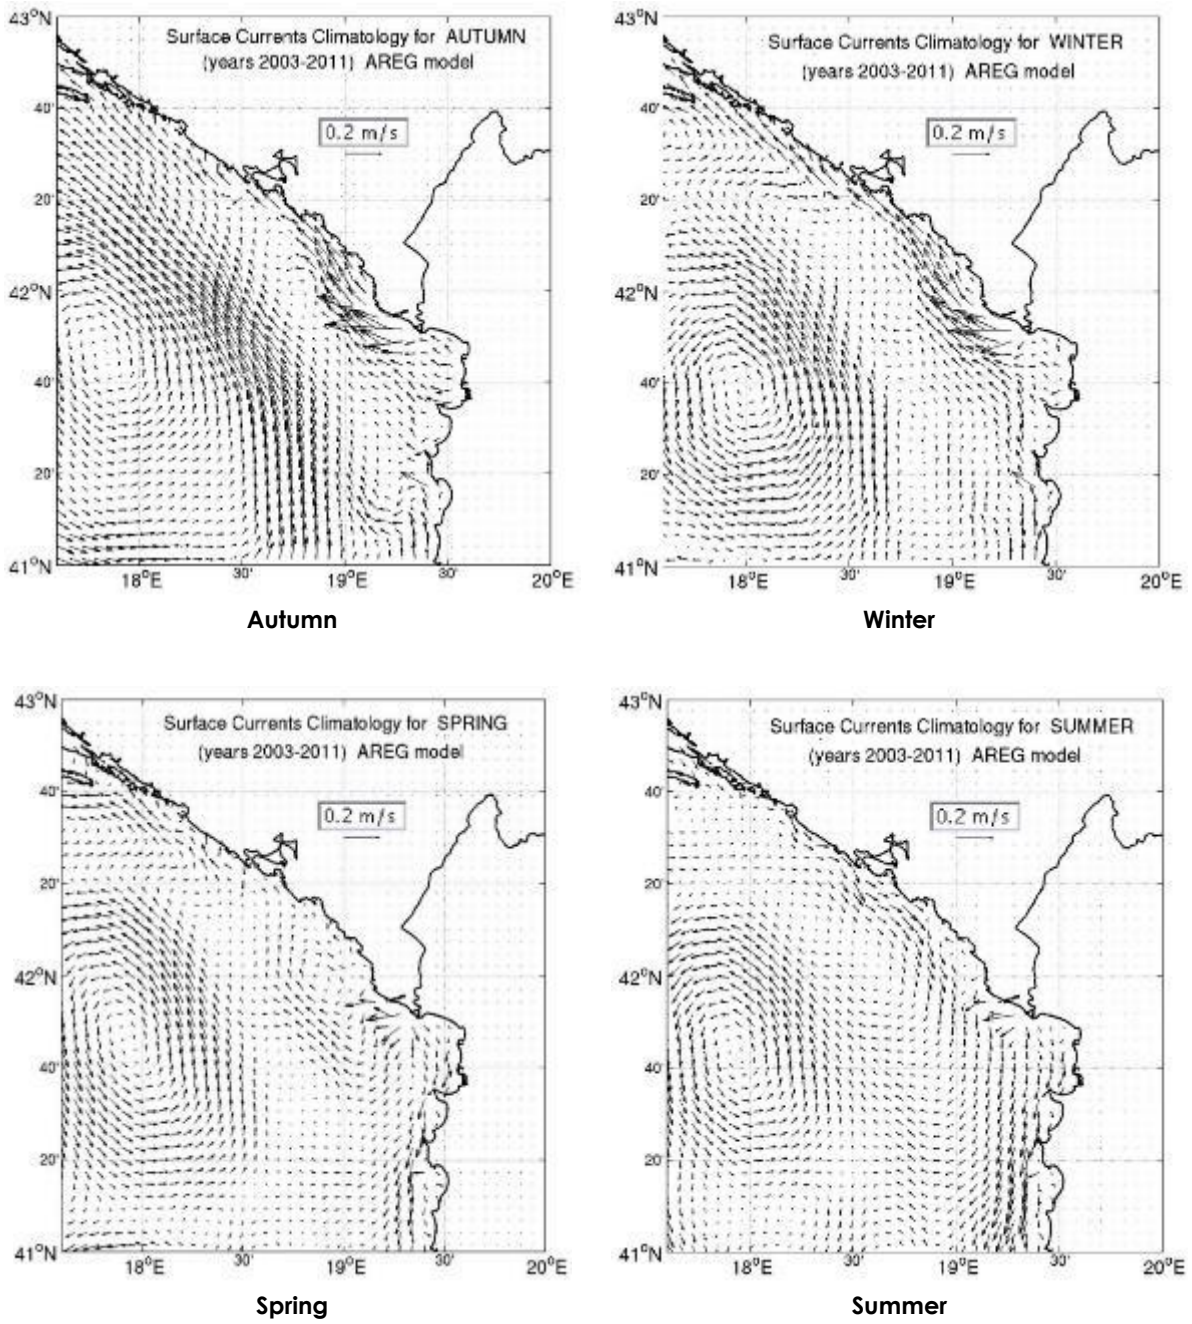 43°N
Surface Currents Climatology for AUTUMN
(years 2003-2011) AREG model
40'
0.2 m/s
20'
42°N
40'
20'
41°N
18°E
30'
19°E
30'
20°E
Autumn
43°N
Surface Currents Climatology for WINTER
(years 2003-2011) AREG model
40'
0.2 m/s
20'
42°N
40'
20'
41°N
18°E
30'
19°E
30'
20°E
Winter
43°N
Surface Currents Climatology for SPRING
(years 2003-2011) AREG model
40'
0.2 m/s
20'
42°N
40'
20'
41°N
18°E
30'
19°E
30'
20°E
Spring
43°N
Surface Currents Climatology for SUMMER
(years 2003-2011) AREG model
40'
0.2 m/s
20'
42°N
40'
20'
41°N
18°E
30'
19°E
30'
20°E
Summer